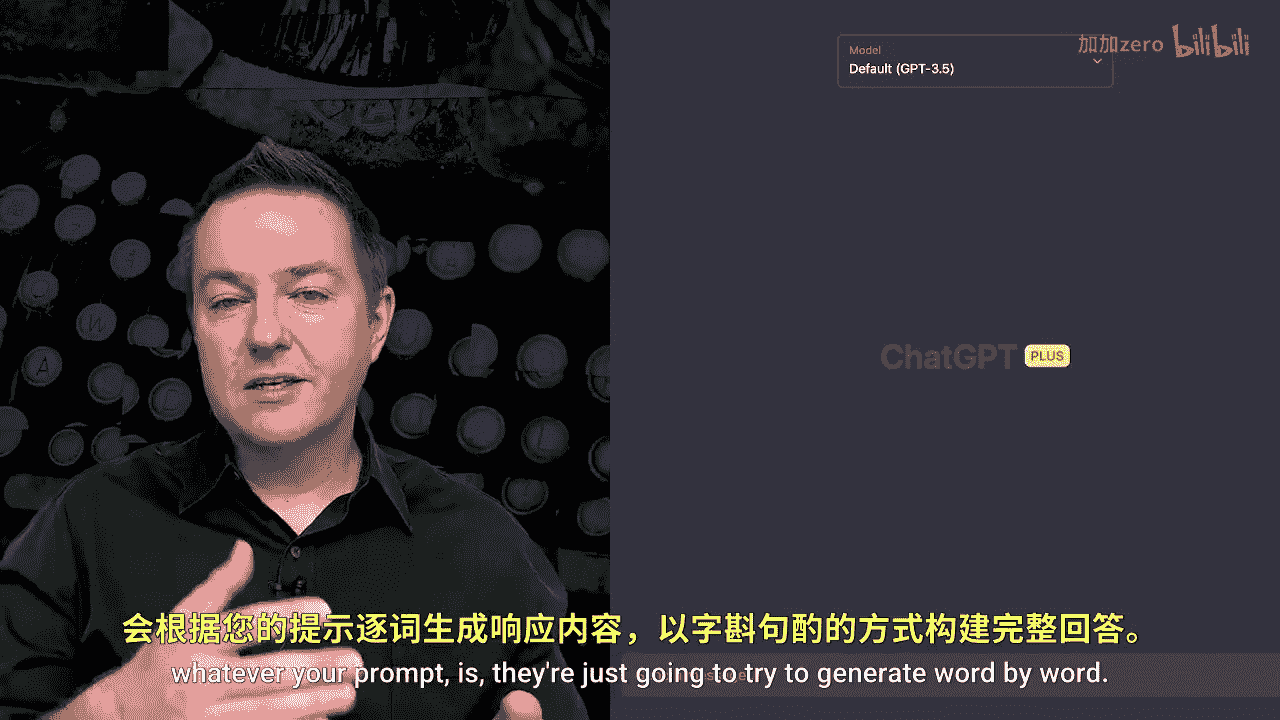 加加zero bilibili
Model
Default (GPT-3.5)
ChatGPT PLUS
会根据您的提示逐词生成响应内容，以字斟句酌的方式构建完整回答。
whatever your prompt, is, they're just going to try to generate word by word.